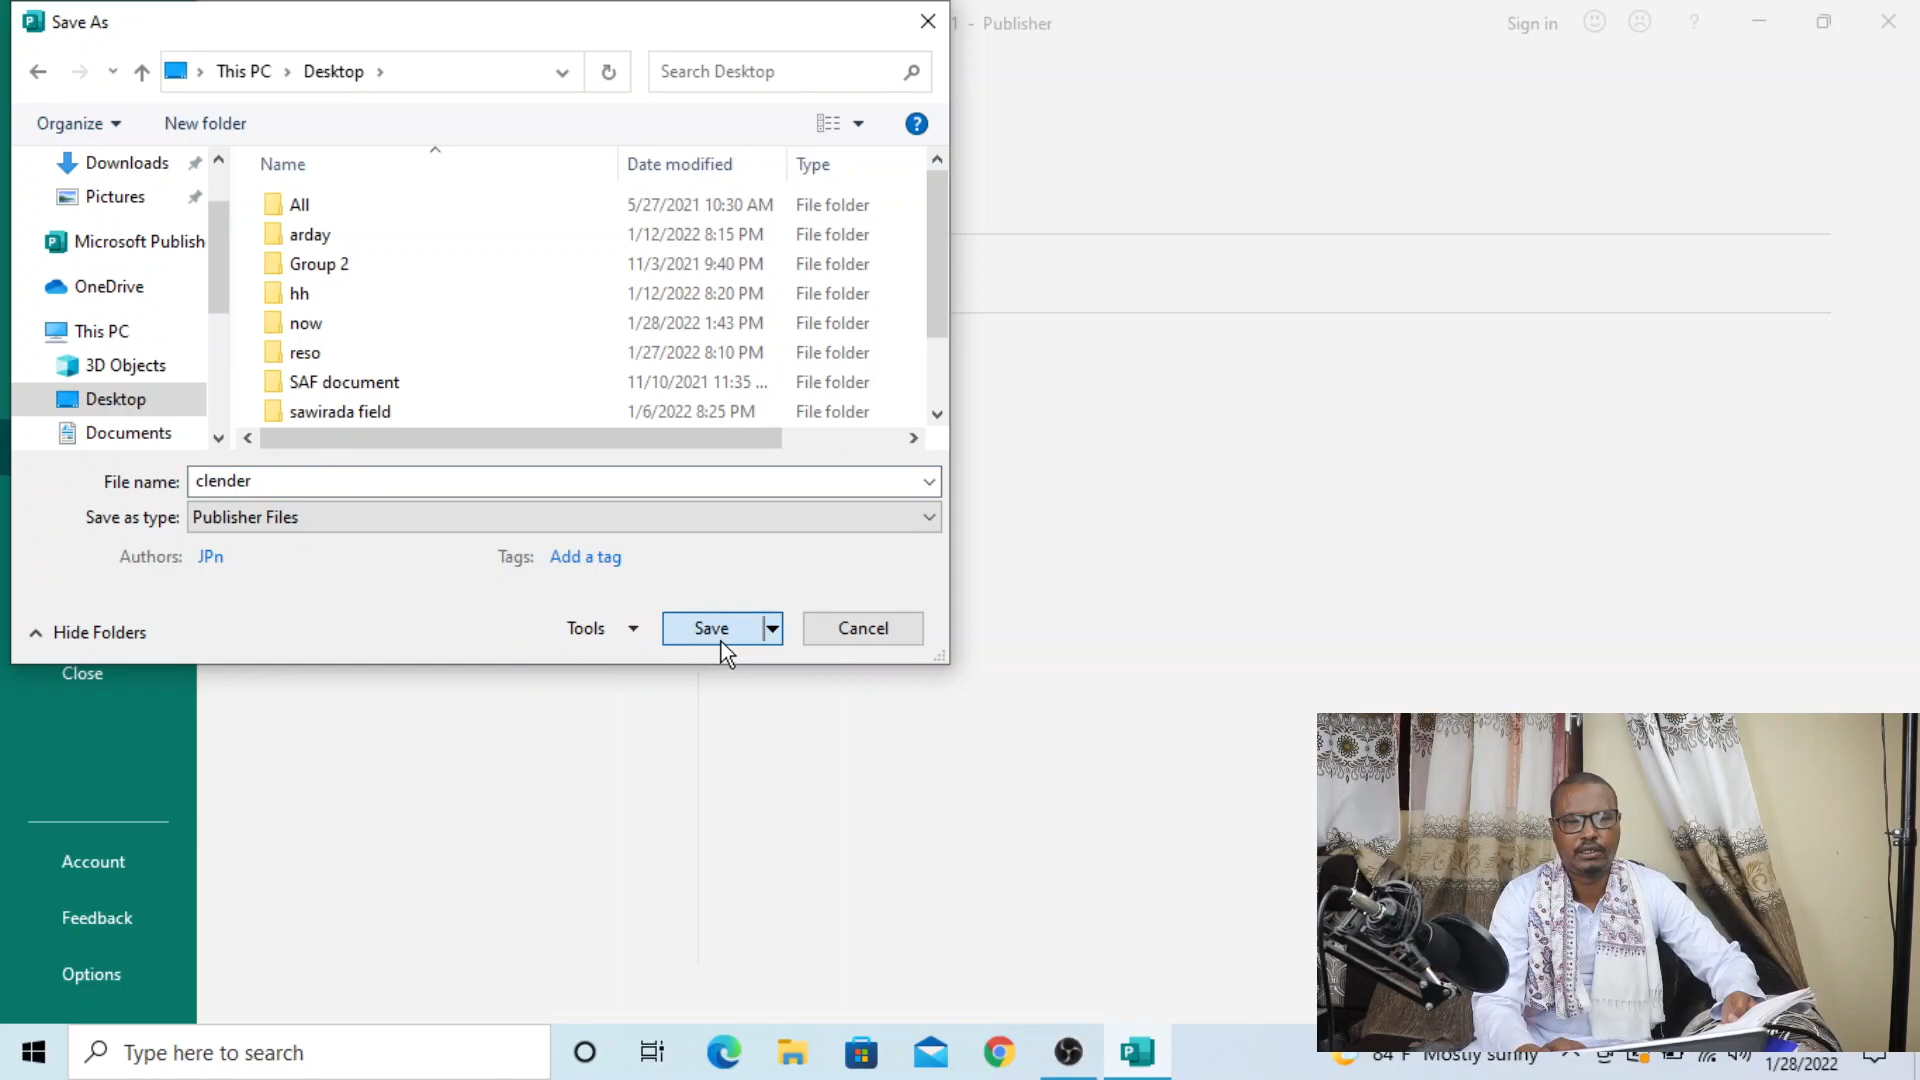 Save As
1 - Publisher
Sign in
?
This PC
Desktop
Search Desktop
Organize
New folder
?
Downloads
Pictures
Microsoft Publish
OneDrive
This PC
3D Objects
Desktop
Documents
Name
Date modified
Type
All
5/27/2021 10:30 AM
File folder
arday
1/12/2022 8:15 PM
File folder
Group 2
11/3/2021 9:40 PM
File folder
hh
1/12/2022 8:20 PM
File folder
now
1/28/2022 1:43 PM
File folder
reso
1/27/2022 8:10 PM
File folder
SAF document
11/10/2021 11:35 ...
File folder
sawirada field
1/6/2022 8:25 PM
File folder
File name: clender
Save as type: Publisher Files
Authors: JPn
Tags: Add a tag
Hide Folders
Tools
Save
Cancel
Close
Account
Feedback
Options
Type here to search
84°F Mostly sunny
1/28/2022